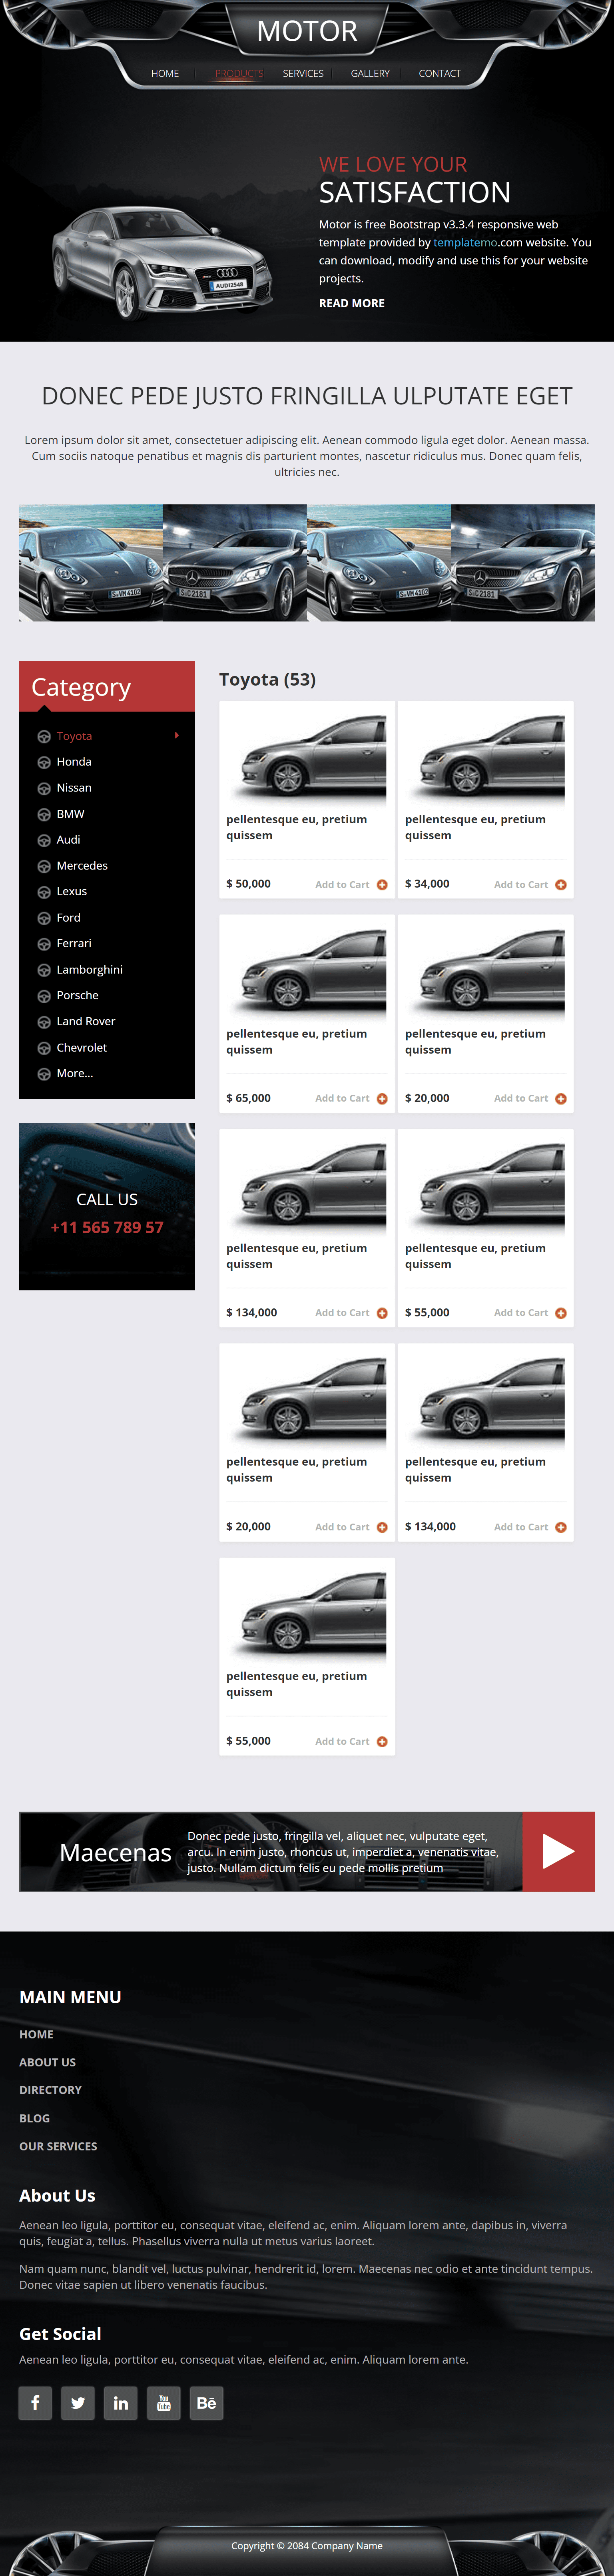 MOTOR
HOME
PRODUCTS
SERVICES
GALLERY
CONTACT
WE LOVE YOUR
SATISFACTION
Motor is free Bootstrap v3.3.4 responsive web
template provided by templatemo.com website. You
can download, modify and use this for your website
projects.
READ MORE
AUDI2548
DONEC PEDE JUSTO FRINGILLA ULPUTATE EGET
Lorem ipsum dolor sit amet, consectetuer adipiscing elit. Aenean commodo ligula eget dolor. Aenean massa.
Cum sociis natoque penatibus et magnis dis parturient montes, nascetur ridiculus mus. Donec quam felis,
ultricies nec.
Category
Toyota
Honda
Nissan
BMW
Audi
Mercedes
Lexus
Ford
Ferrari
Lamborghini
Porsche
Land Rover
Chevrolet
More...
CALL US
+11 565 789 57
Toyota (53)
pellentesque eu, pretium
quissem
$ 50,000
Add to Cart
pellentesque eu, pretium
quissem
$ 34,000
Add to Cart
pellentesque eu, pretium
quissem
$ 65,000
Add to Cart
pellentesque eu, pretium
quissem
$ 20,000
Add to Cart
pellentesque eu, pretium
quissem
$ 134,000
Add to Cart
pellentesque eu, pretium
quissem
$ 55,000
Add to Cart
pellentesque eu, pretium
quissem
$ 20,000
Add to Cart
pellentesque eu, pretium
quissem
$ 134,000
Add to Cart
pellentesque eu, pretium
quissem
$ 55,000
Add to Cart
Maecenas
Donec pede justo, fringilla vel, aliquet nec, vulputate eget,
arcu. In enim justo, rhoncus ut, imperdiet a, venenatis vitae,
justo. Nullam dictum felis eu pede mollis pretium
MAIN MENU
HOME
ABOUT US
DIRECTORY
BLOG
OUR SERVICES
About Us
Aenean leo ligula, porttitor eu, consequat vitae, eleifend ac, enim. Aliquam lorem ante, dapibus in, viverra
quis, feugiat a, tellus. Phasellus viverra nulla ut metus varius laoreet.
Nam quam nunc, blandit vel, luctus pulvinar, hendrerit id, lorem. Maecenas nec odio et ante tincidunt tempus.
Donec vitae sapien ut libero venenatis faucibus.
Get Social
Aenean leo ligula, porttitor eu, consequat vitae, eleifend ac, enim. Aliquam lorem ante.
f
in
You
Tube
Bē
Copyright © 2084 Company Name